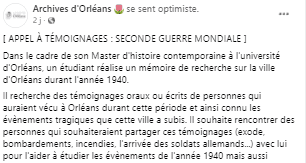 Archives d'Orléans 🌷 se sent optimiste.
2 j ·
[ APPEL À TÉMOIGNAGES : SECONDE GUERRE MONDIALE ]
Dans le cadre de son Master d'histoire contemporaine à l'université
d'Orléans, un étudiant réalise un mémoire de recherche sur la ville
d'Orléans durant l'année 1940.
Il recherche des témoignages oraux ou écrits de personnes qui
auraient vécu à Orléans durant cette période et ainsi connu les
évènements tragiques que cette ville a subis. Il souhaite rencontrer des
personnes qui souhaiteraient partager ces témoignages (exode,
bombardements, incendies, l'arrivée des soldats allemands...) avec lui
pour l'aider à étudier les évènements de l'année 1940 mais aussi